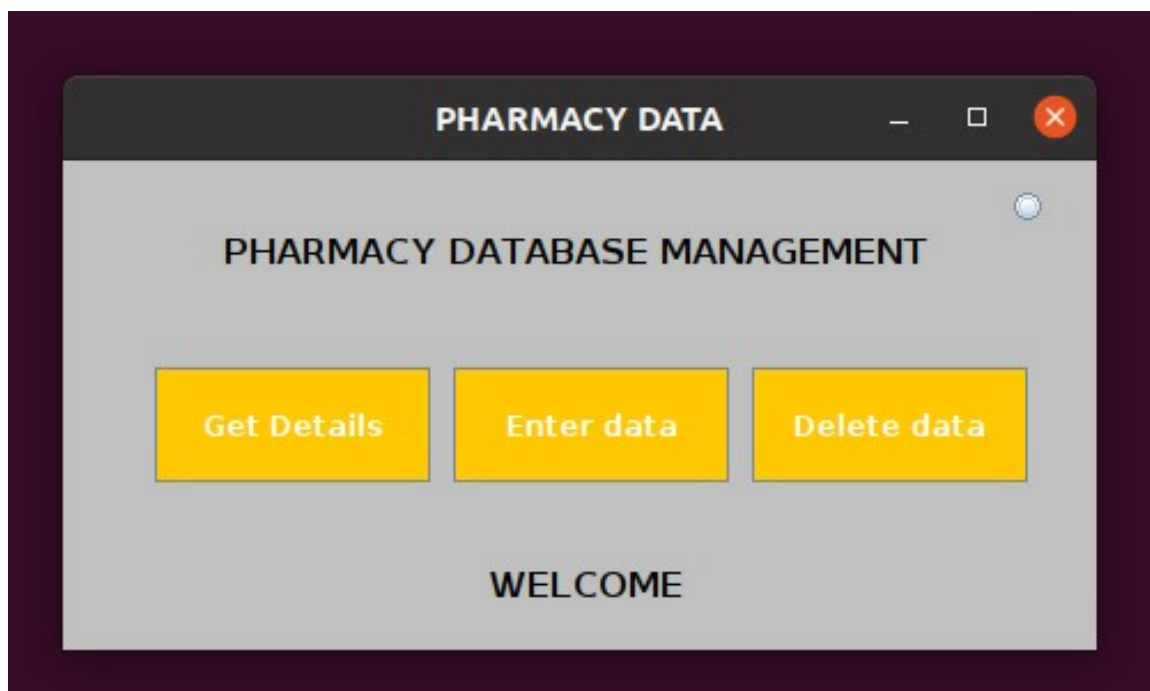 PHARMACY DATA
PHARMACY DATABASE MANAGEMENT
Get Details Enter data Delete data
WELCOME